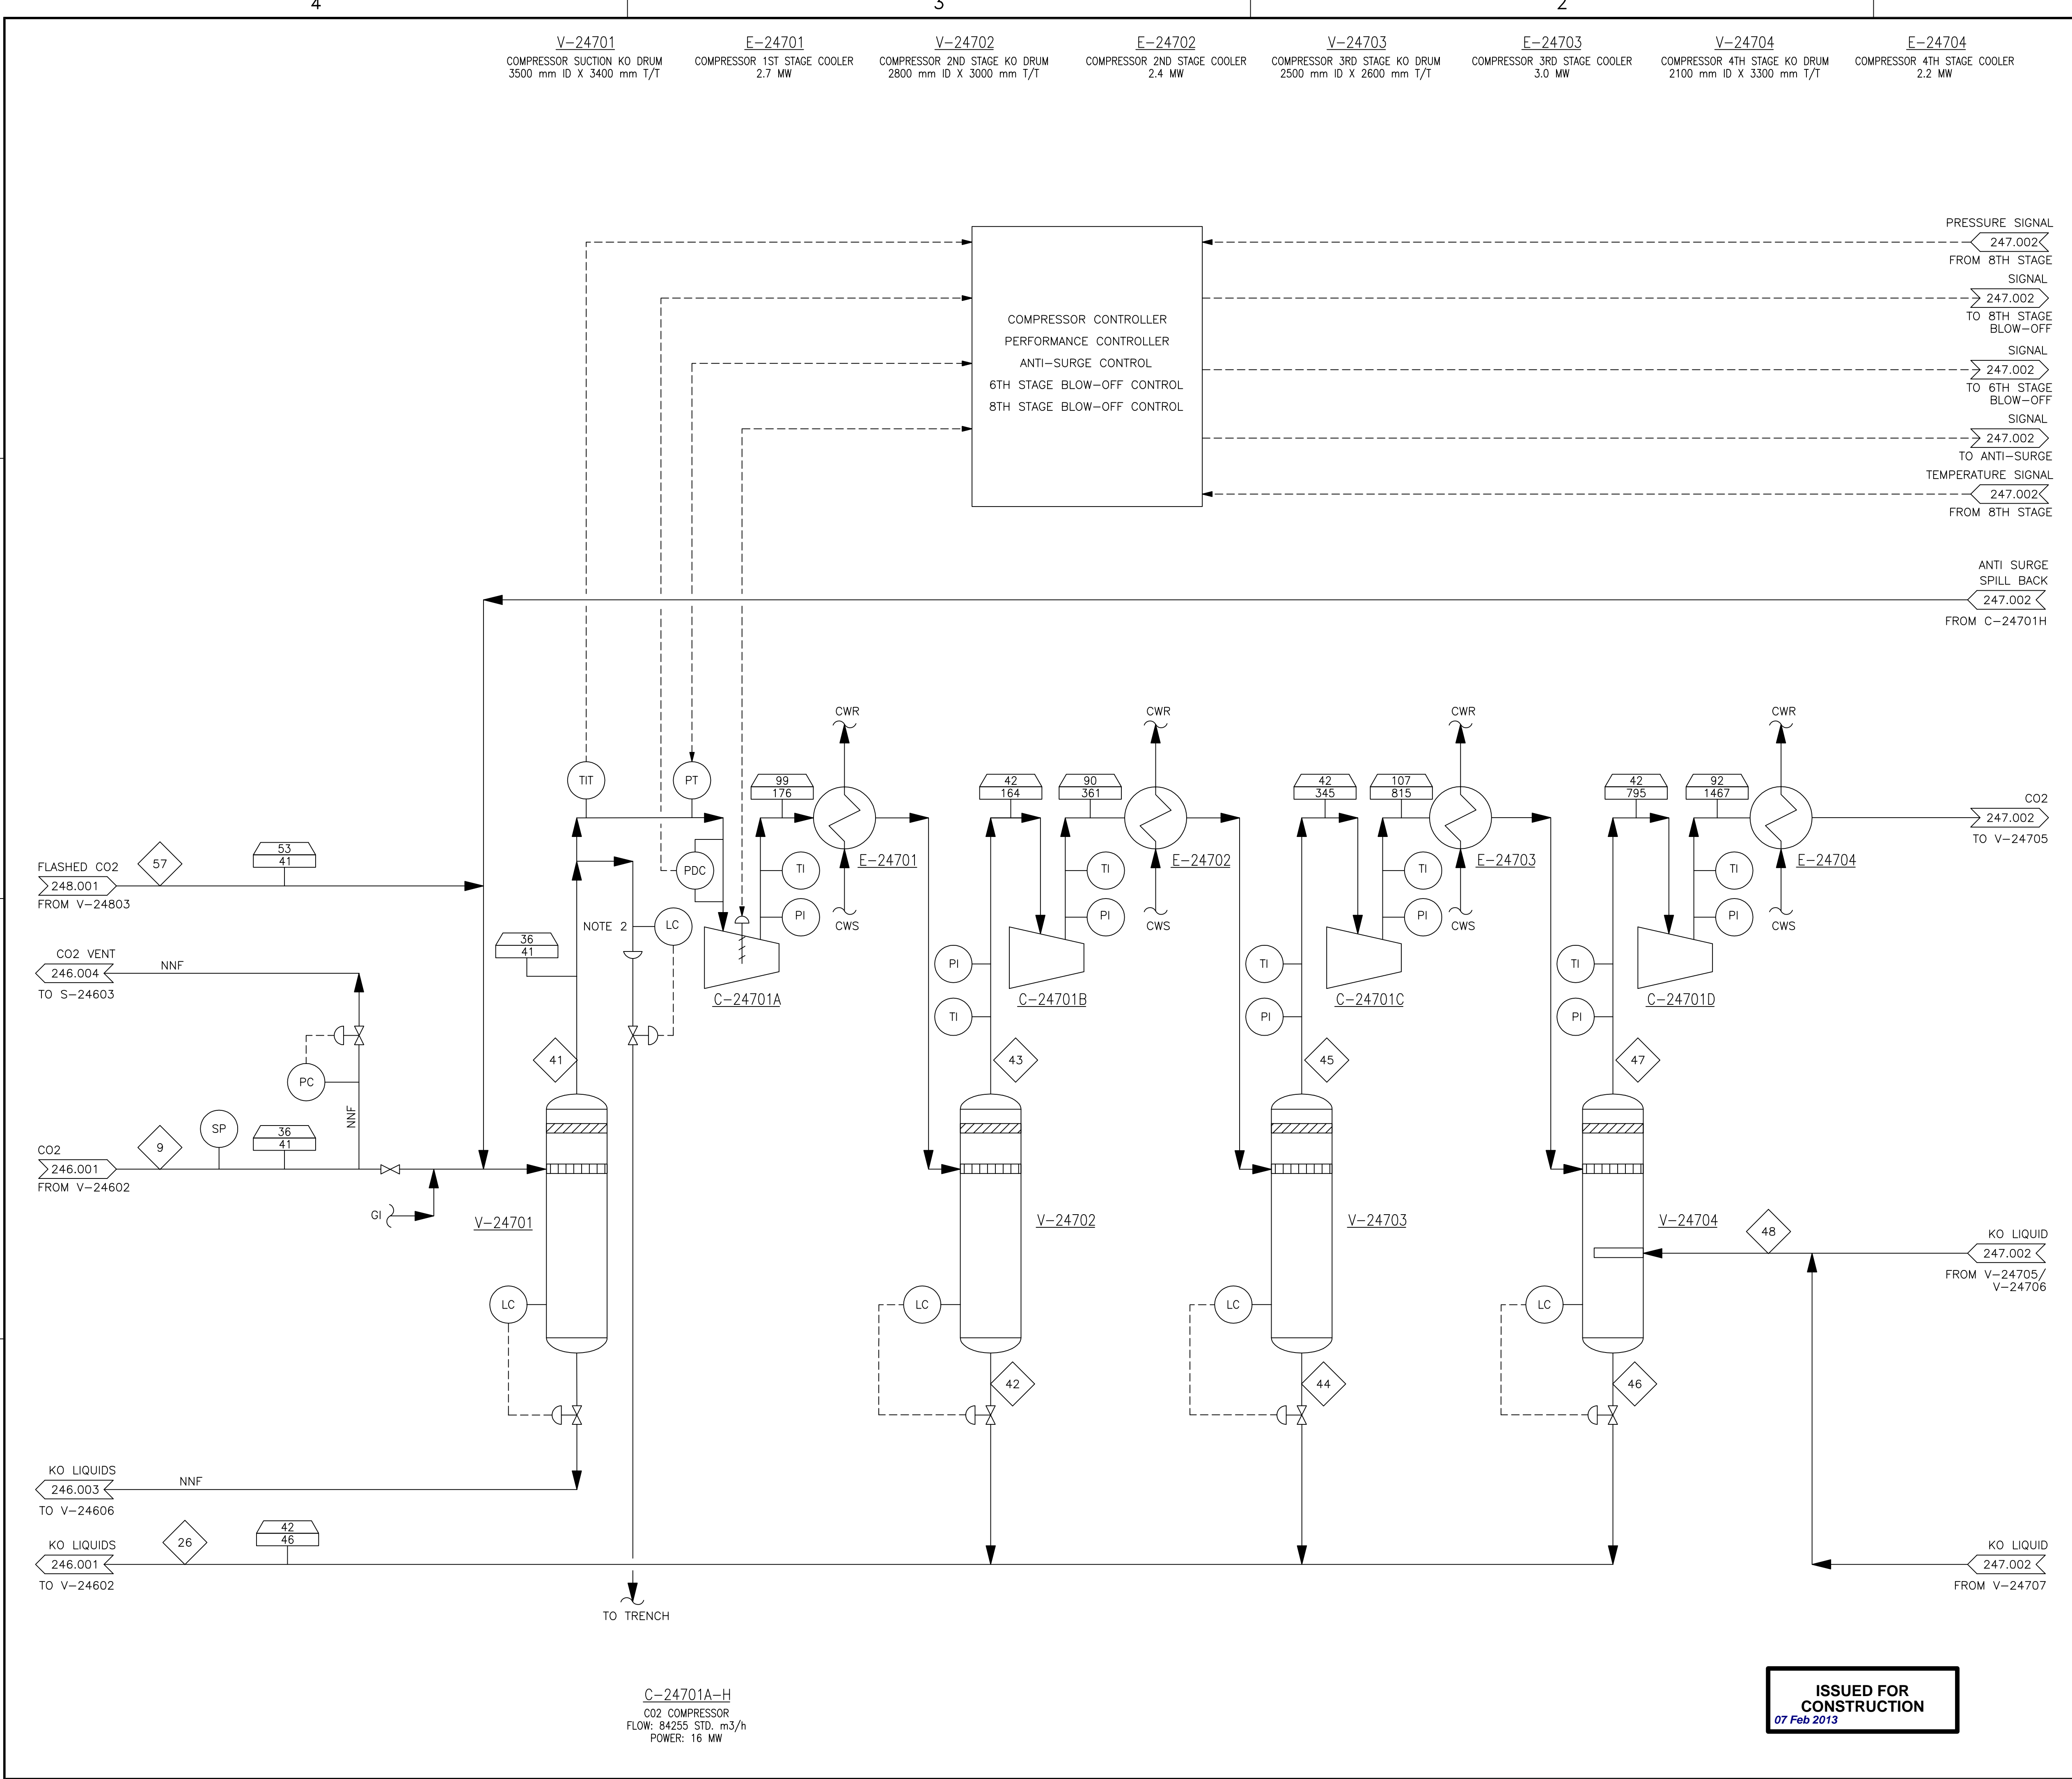 4
3
2
V-24701
COMPRESSOR SUCTION KO DRUM
3500 mm ID X 3400 mm T/T
E-24701
COMPRESSOR 1ST STAGE COOLER
2.7 MW
V-24702
COMPRESSOR 2ND STAGE KO DRUM
2800 mm ID X 3000 mm T/T
E-24702
COMPRESSOR 2ND STAGE COOLER
2.4 MW
V-24703
COMPRESSOR 3RD STAGE KO DRUM
2500 mm ID X 2600 mm T/T
E-24703
COMPRESSOR 3RD STAGE COOLER
3.0 MW
V-24704
COMPRESSOR 4TH STAGE KO DRUM
2100 mm ID X 3300 mm T/T
E-24704
COMPRESSOR 4TH STAGE COOLER
2.2 MW
COMPRESSOR CONTROLLER
PERFORMANCE CONTROLLER
ANTI-SURGE CONTROL
6TH STAGE BLOW-OFF CONTROL
8TH STAGE BLOW-OFF CONTROL
PRESSURE SIGNAL
247.002
FROM 8TH STAGE
SIGNAL
247.002
TO 8TH STAGE
BLOW-OFF
SIGNAL
247.002
TO 6TH STAGE
BLOW-OFF
SIGNAL
247.002
TO ANTI-SURGE
TEMPERATURE SIGNAL
247.002
FROM 8TH STAGE
ANTI SURGE
SPILL BACK
247.002
FROM C-24701H
CWR
CWR
CWR
CWR
TIT
PT
99
176
42
164
90
361
42
345
107
815
42
795
92
1467
CO2
247.002
TO V-24705
E-24701
E-24702
E-24703
E-24704
FLASHED CO2
248.001
FROM V-24803
57
53
41
PDC
TI
TI
TI
TI
PI
PI
PI
PI
CWS
CWS
CWS
CWS
NOTE 2
LC
36
41
CO2 VENT
246.004
TO S-24603
NNF
C-24701A
C-24701B
C-24701C
C-24701D
PI
TI
TI
PI
TI
PI
PC
NNF
41
43
45
47
CO2
246.001
FROM V-24602
9
SP
36
41
GI
V-24701
V-24702
V-24703
V-24704
48
KO LIQUID
247.002
FROM V-24705/
V-24706
LC
LC
LC
LC
42
44
46
KO LIQUIDS
246.003
TO V-24606
NNF
KO LIQUIDS
246.001
TO V-24602
26
42
46
KO LIQUID
247.002
FROM V-24707
TO TRENCH
C-24701A-H
CO2 COMPRESSOR
FLOW: 84255 STD. m3/h
POWER: 16 MW
ISSUED FOR
CONSTRUCTION
07 Feb 2013